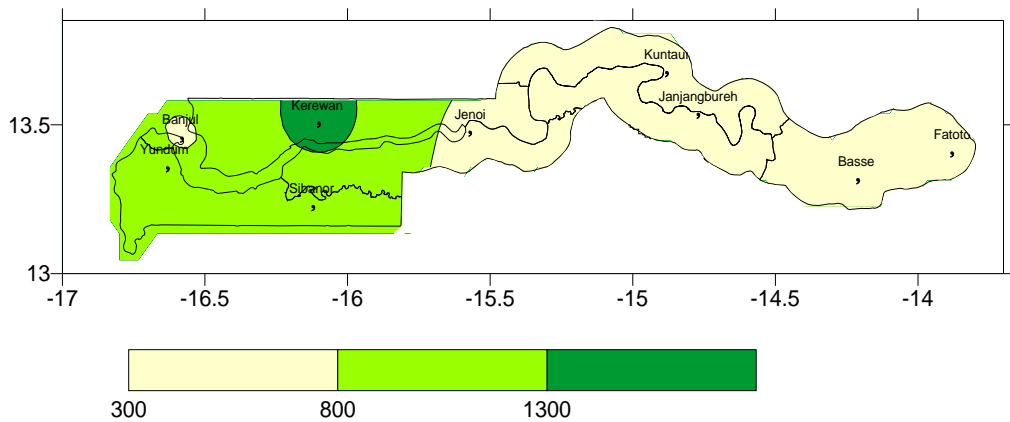 Kuntaur
Janjangbureh
Kerewan
Jenoi
13.5
Banjul
Fatoto
Yundum
Basse
Sibanor
13
-17
-16.5
-16
-15.5
-15
-14.5
-14
300
800
1300